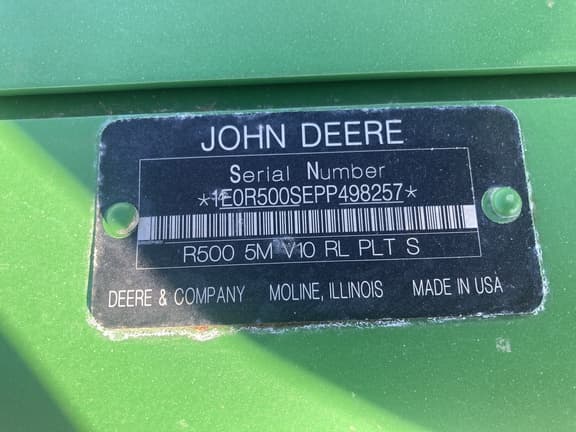 JOHN DEERE
Serial Number
*1E0R500SEPP498257*
R500 5M V10 RL PLT S
DEERE & COMPANY MOLINE, ILLINOIS MADE IN USA